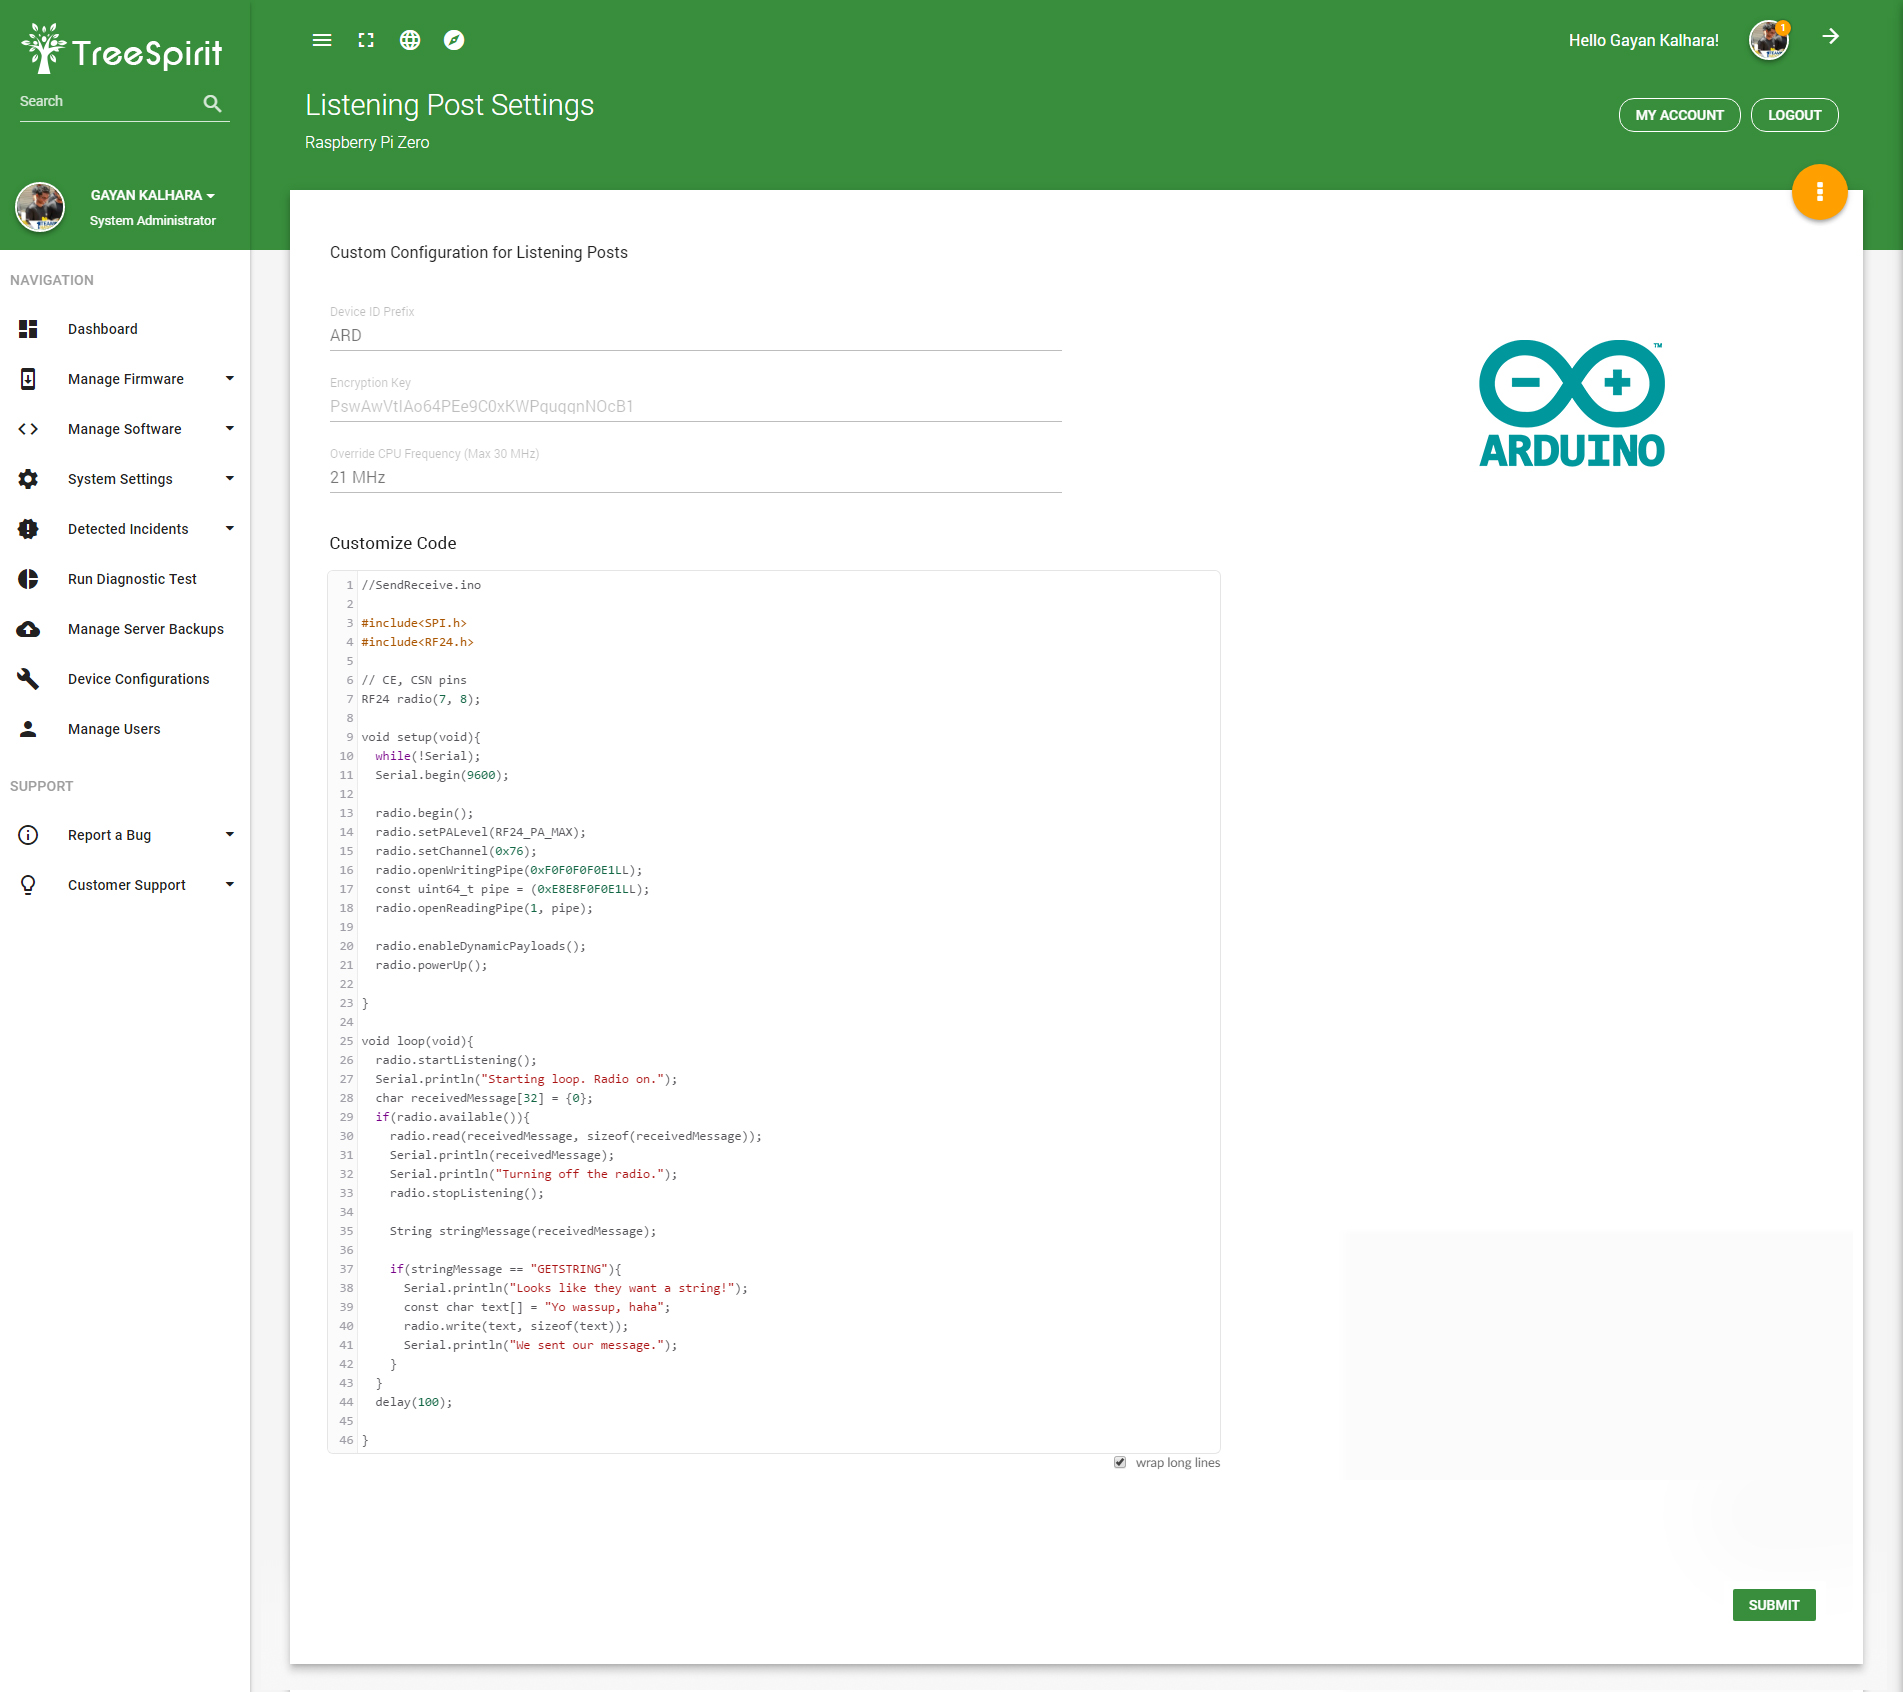 TreeSpirit
Search
GAYAN KALHARA
System Administrator
Hello Gayan Kalhara!
1
Listening Post Settings
Raspberry Pi Zero
MY ACCOUNT
LOGOUT
NAVIGATION
Dashboard
Manage Firmware
Manage Software
System Settings
Detected Incidents
Run Diagnostic Test
Manage Server Backups
Device Configurations
Manage Users
SUPPORT
Report a Bug
Customer Support
Custom Configuration for Listening Posts
Device ID Prefix
ARD
Encryption Key
Override CPU Frequency (Max 30 MHz)
21 MHz
ARDUINO
TM
Customize Code
1 //SendReceive.ino
2
3 #include<SPI.h>
4 #include<RF24.h>
5
6 // CE, CSN pins
7 RF24 radio(7, 8);
8
9 void setup(void){
10 while(!Serial);
11 Serial.begin(9600);
12
13 radio.begin();
14 radio.setPALevel(RF24_PA_MAX);
15 radio.setChannel(0x76);
16 radio.openWritingPipe(0xF0F0F0F0E1LL);
17 const uint64_t pipe = (0xE8E8F0F0E1LL);
18 radio.openReadingPipe(1, pipe);
19
20 radio.enableDynamicPayloads();
21 radio.powerUp();
22
23 }
24
25 void loop(void){
26 radio.startListening();
27 Serial.println("Starting loop. Radio on.");
28 char receivedMessage[32] = {0};
29 if(radio.available()){
30 radio.read(receivedMessage, sizeof(receivedMessage));
31 Serial.println(receivedMessage);
32 Serial.println("Turning off the radio.");
33 radio.stopListening();
34
35 String stringMessage(receivedMessage);
36
37 if(stringMessage == "GETSTRING"){
38 Serial.println("Looks like they want a string!");
39 const char text[] = "Yo wassup, haha";
40 radio.write(text, sizeof(text));
41 Serial.println("We sent our message.");
42 }
43 }
44 delay(100);
45
46 }
wrap long lines
SUBMIT